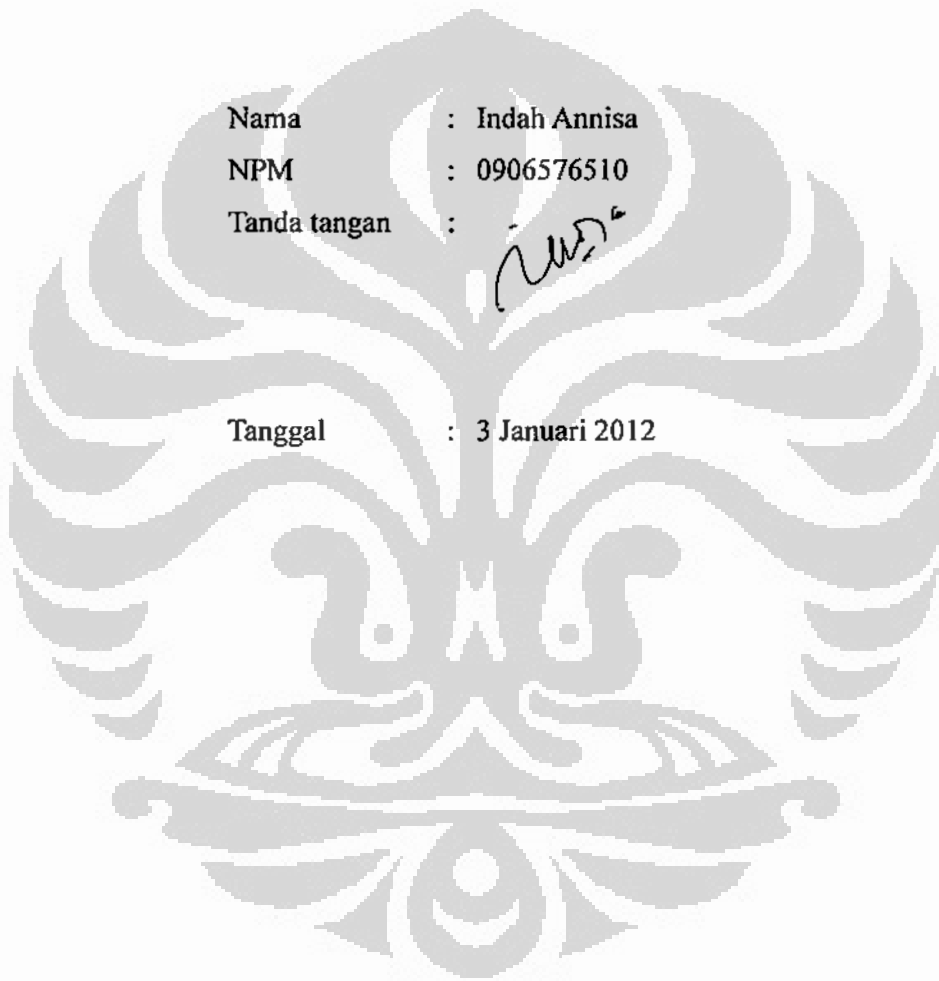 Nama : Indah Annisa
NPM : 0906576510
Tanda tangan :
Tanggal : 3 Januari 2012